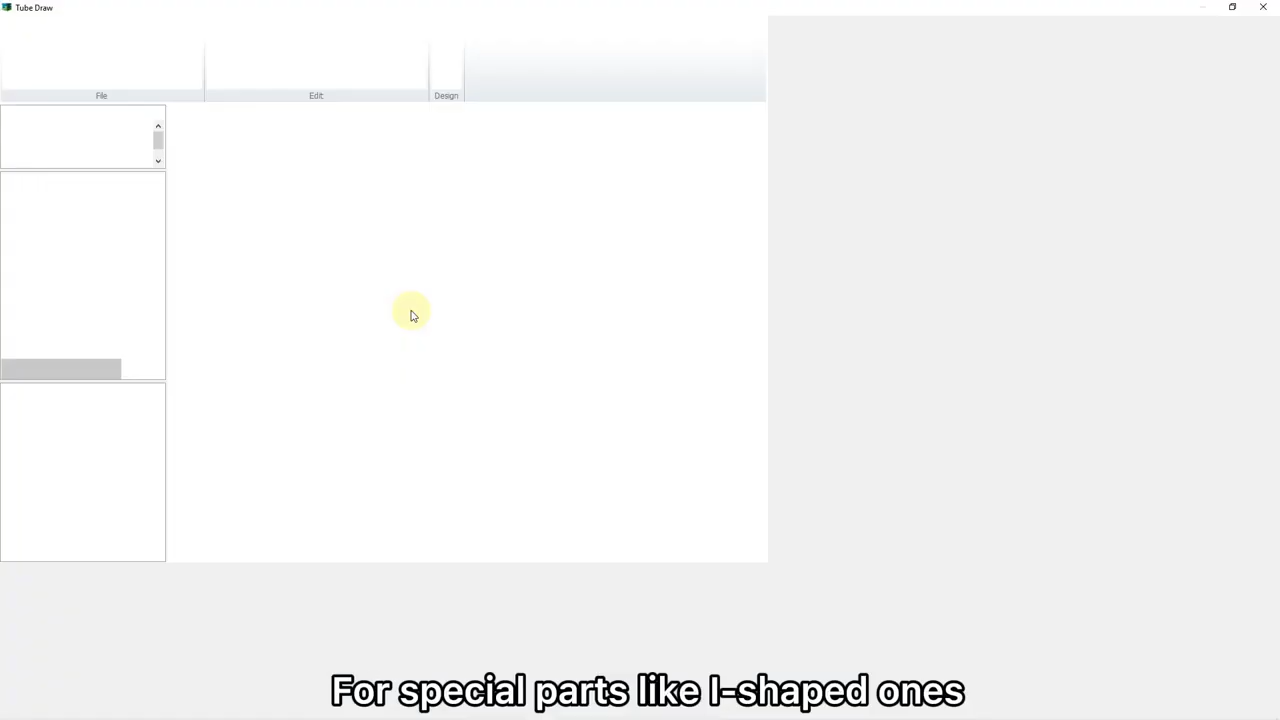 Tube Draw
File
Edit
Design
For special parts like I-shaped ones